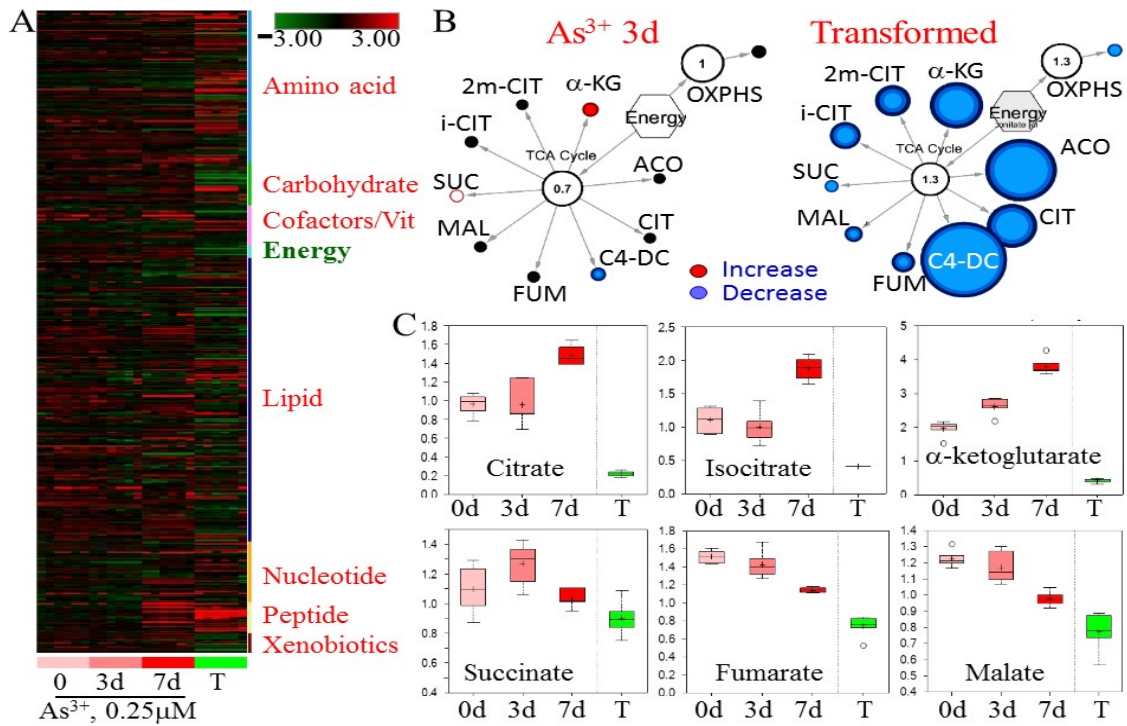 A
−3.00 3.00
Amino acid
Carbohydrate
Cofactors/Vit
Energy
Lipid
Nucleotide
Peptide
Xenobiotics
0 3d 7d T
As³⁺, 0.25µM
B
As³⁺ 3d
2m-CIT
α-KG
1
OXPHS
i-CIT
Energy
TCA Cycle
SUC
0.7
ACO
MAL
CIT
C4-DC
FUM
Transformed
2m-CIT
α-KG
1.3
OXPHS
i-CIT
Energy
TCA Cycle
ACO
SUC
1.3
MAL
CIT
C4-DC
FUM
Increase
Decrease
C
1.8
1.6
1.4
1.2
1.0
0.8
0.6
0.4
0.2
0.0
Citrate
0d 3d 7d T
2.5
2.0
1.5
1.0
0.5
0.0
Isocitrate
0d 3d 7d T
5
4
3
2
1
0
α-ketoglutarate
0d 3d 7d T
1.4
1.2
1.0
0.8
0.6
0.4
Succinate
0d 3d 7d T
1.8
1.6
1.4
1.2
1.0
0.8
0.6
0.4
Fumarate
0d 3d 7d T
1.4
1.3
1.2
1.1
1.0
0.9
0.8
0.7
0.6
0.5
0.4
Malate
0d 3d 7d T